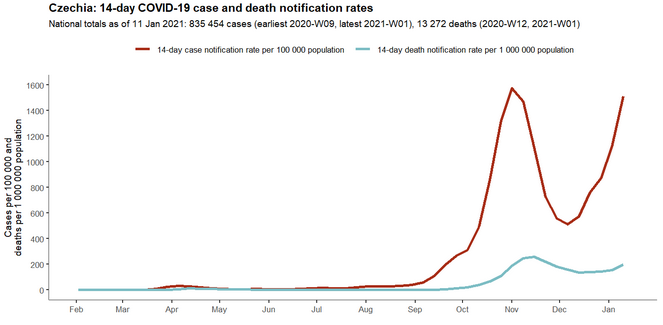 Czechia: 14-day COVID-19 case and death notification rates
National totals as of 11 Jan 2021: 835 454 cases (earliest 2020-W09, latest 2021-W01), 13 272 deaths (2020-W12, 2021-W01)
14-day case notification rate per 100 000 population
14-day death notification rate per 1 000 000 population
Cases per 100 000 and
deaths per 1 000 000 population
1600
1400
1200
1000
800
600
400
200
0
Feb Mar Apr May Jun Jul Aug Sep Oct Nov Dec Jan